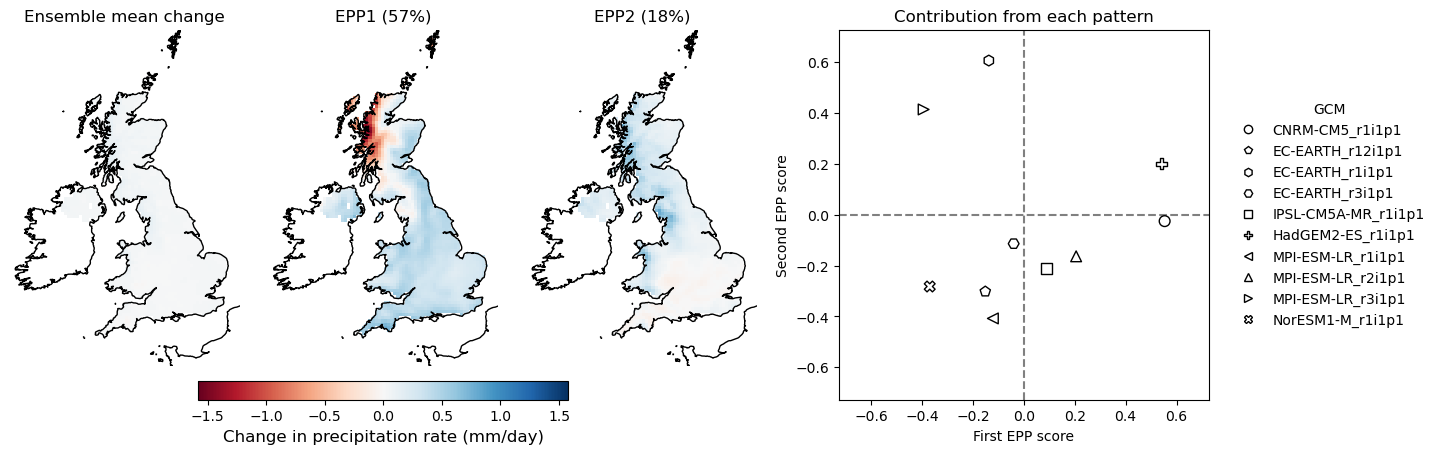 Ensemble mean change
EPP1 (57%)
EPP2 (18%)
−1.5 −1.0 −0.5 0.0 0.5 1.0 1.5
Change in precipitation rate (mm/day)
Contribution from each pattern
Second EPP score
0.6
0.4
0.2
0.0
−0.2
−0.4
−0.6
−0.6 −0.4 −0.2 0.0 0.2 0.4 0.6
First EPP score
GCM
CNRM-CM5_r1i1p1
EC-EARTH_r12i1p1
EC-EARTH_r1i1p1
EC-EARTH_r3i1p1
IPSL-CM5A-MR_r1i1p1
HadGEM2-ES_r1i1p1
MPI-ESM-LR_r1i1p1
MPI-ESM-LR_r2i1p1
MPI-ESM-LR_r3i1p1
NorESM1-M_r1i1p1